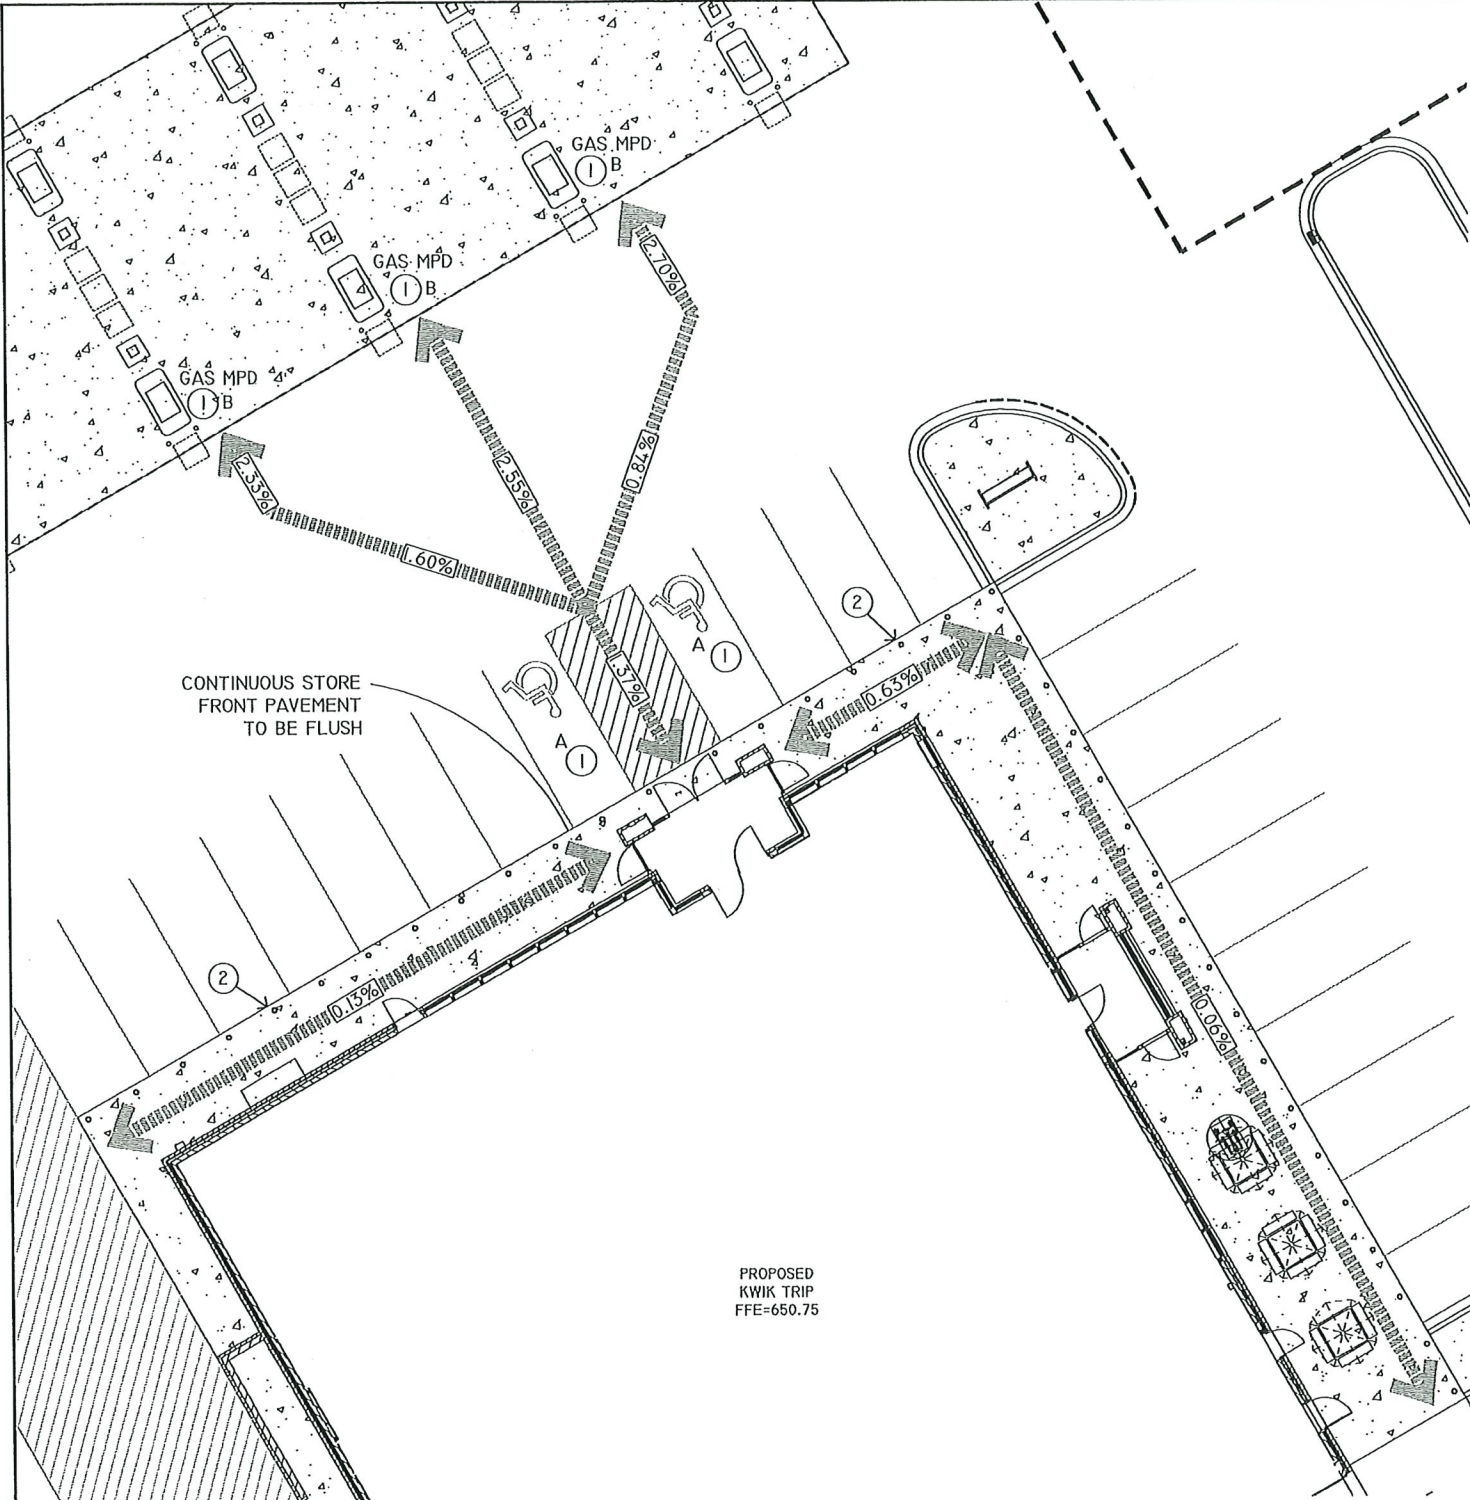 GAS MPD
1 B
GAS MPD
1 B
GAS MPD
1 B
2.70%
2.33%
2.55%
0.84%
1.60%
2
A 1
.37%
0.63%
CONTINUOUS STORE
FRONT PAVEMENT
TO BE FLUSH
A 1
2
0.13%
0.06%
PROPOSED
KWIK TRIP
FFE=650.75